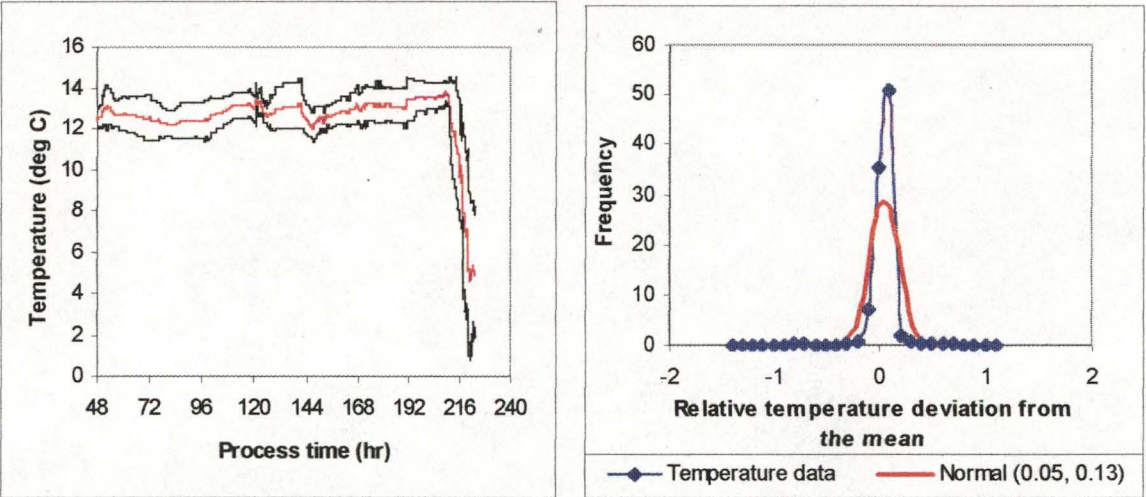 16
14
12
10
8
6
4
2
0
Temperature (deg C)
48 72 96 120 144 168 192 216 240
Process time (hr)
60
50
40
30
20
10
0
Frequency
-2 -1 0 1 2
Relative temperature deviation from
the mean
Temperature data Normal (0.05, 0.13)